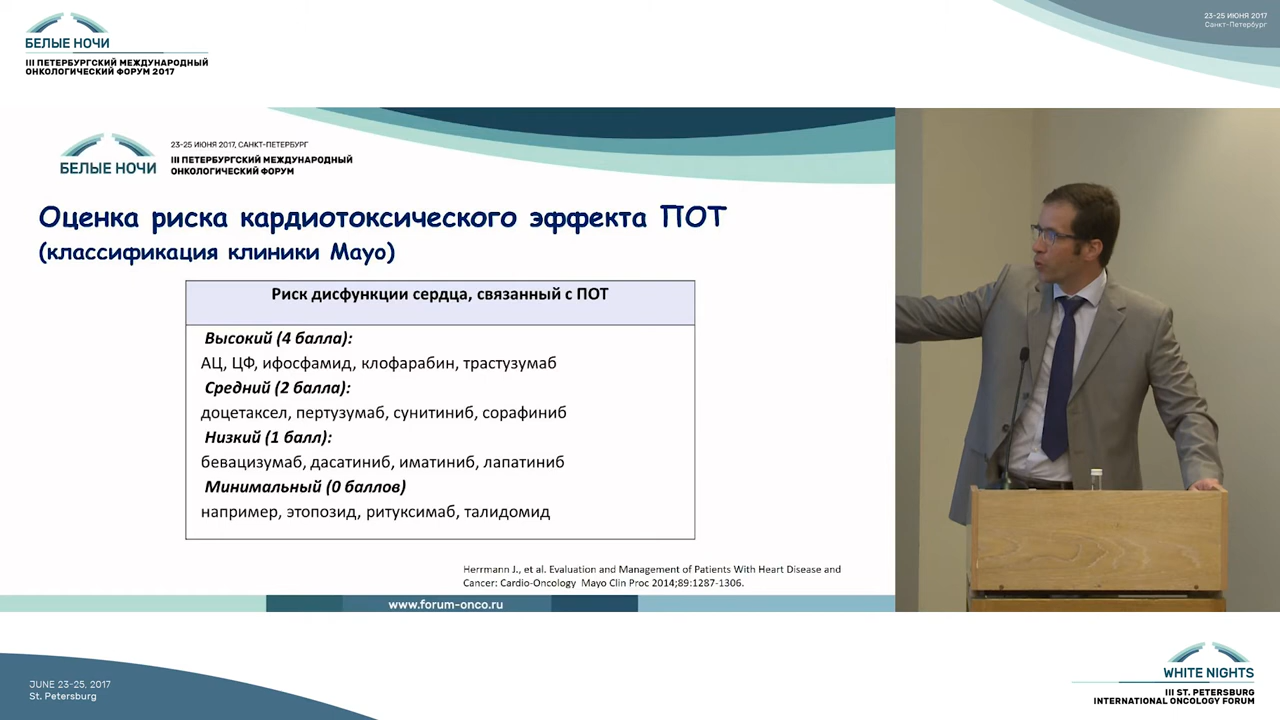 БЕЛЫЕ НОЧИ
III ПЕТЕРБУРГСКИЙ МЕЖДУНАРОДНЫЙ
ОНКОЛОГИЧЕСКИЙ ФОРУМ 2017
23-25 ИЮНЯ 2017
Санкт-Петербург
БЕЛЫЕ НОЧИ
23-25 ИЮНЯ 2017, САНКТ-ПЕТЕРБУРГ
III ПЕТЕРБУРГСКИЙ МЕЖДУНАРОДНЫЙ
ОНКОЛОГИЧЕСКИЙ ФОРУМ
Оценка риска кардиотоксического эффекта ПОТ
(классификация клиники Mayo)
Риск дисфункции сердца, связанный с ПОТ
Высокий (4 балла):
АЦ, ЦФ, ифосфамид, клофарабин, трастузумаб
Средний (2 балла):
доцетаксел, пертузумаб, сунитиниб, сорафиниб
Низкий (1 балл):
бевацизумаб, дасатиниб, иматиниб, лапатиниб
Минимальный (0 баллов)
например, этопозид, ритуксимаб, талидомид
Herrmann J., et al. Evaluation and Management of Patients With Heart Disease and
Cancer: Cardio-Oncology Mayo Clin Proc 2014;89:1287-1306.
www.forum-onco.ru
JUNE 23-25, 2017
St. Petersburg
WHITE NIGHTS
III ST. PETERSBURG
INTERNATIONAL ONCOLOGY FORUM